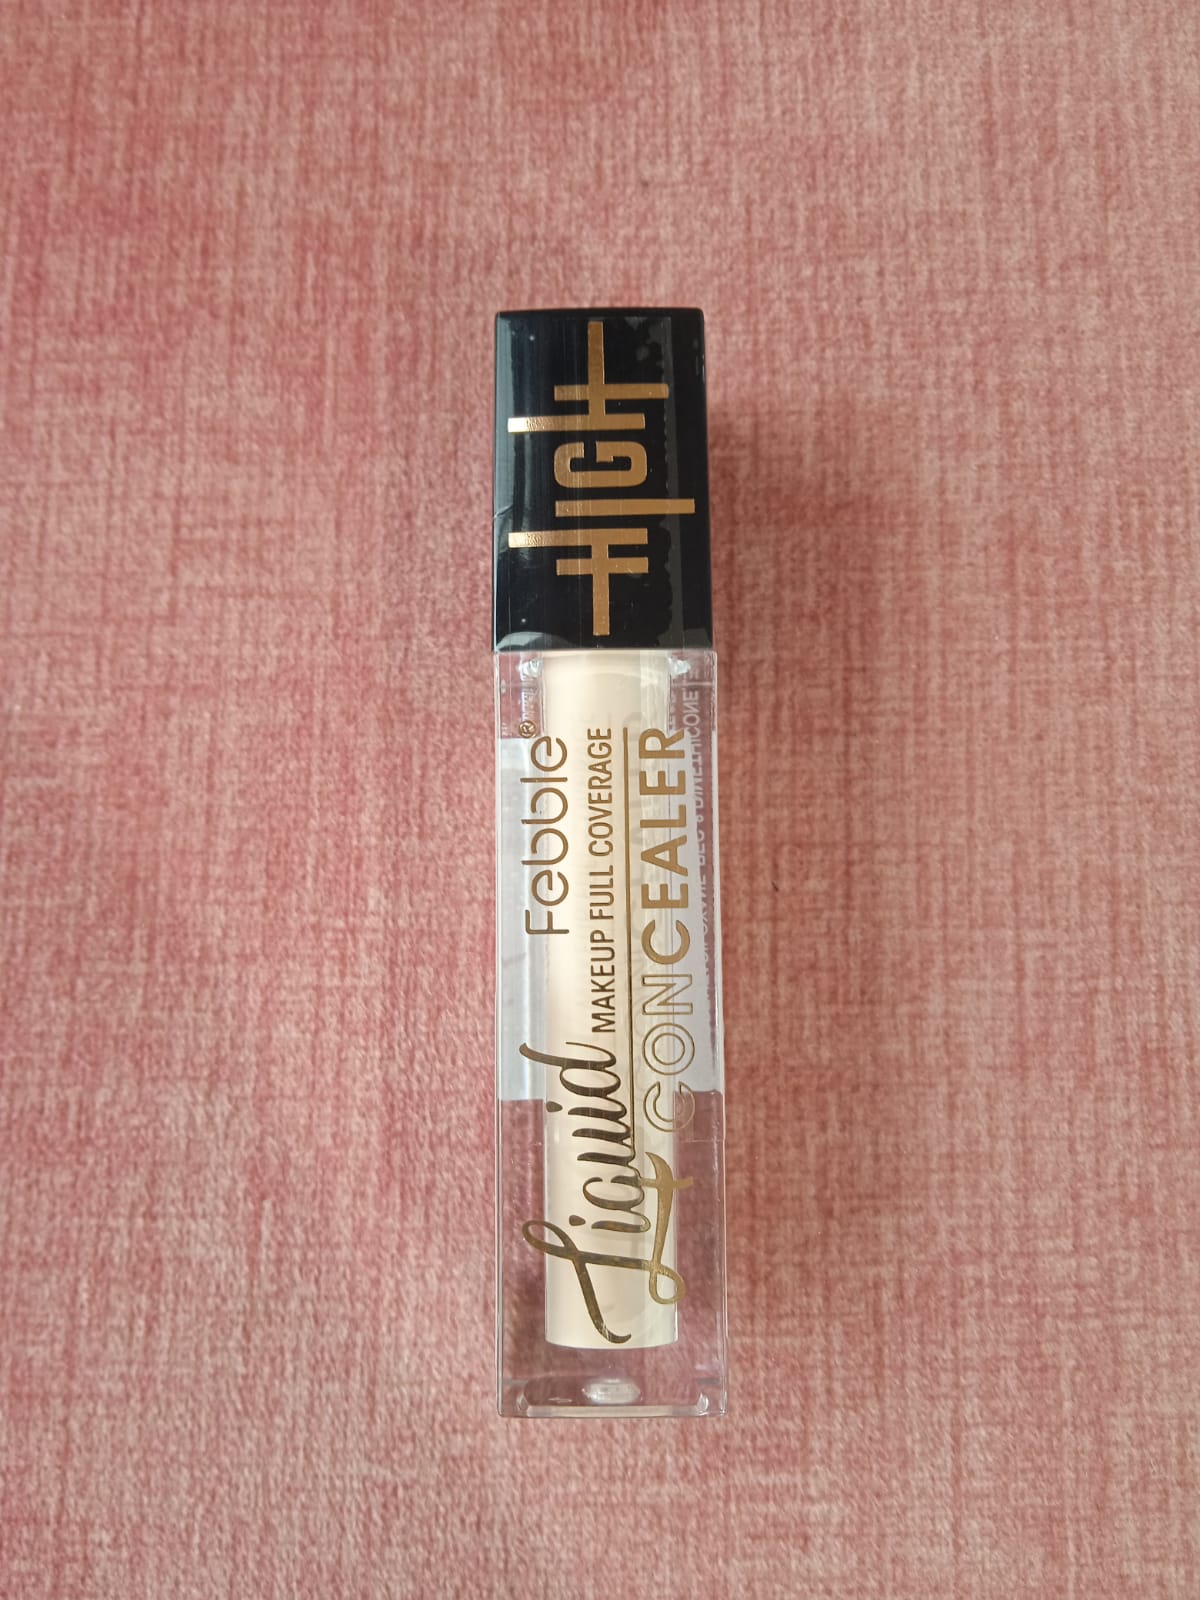 HIGH
Febble®
MAKEUP FULL COVERAGE
Liquid
CONCEALER